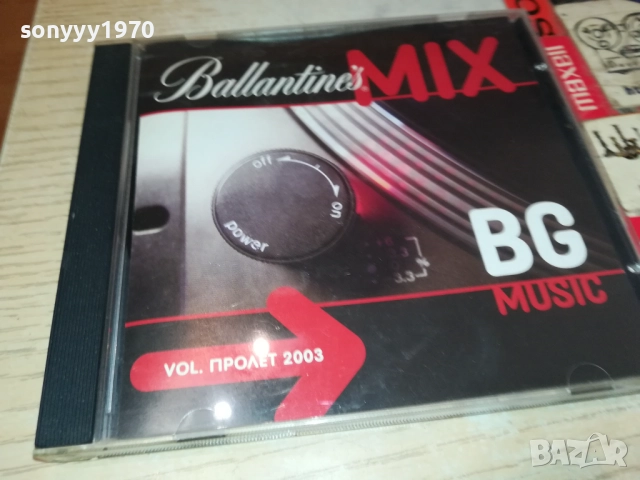 sonyyy1970
Ballantine's MIX
off
on
power
BG
MUSIC
VOL. ПРОЛЕТ 2003
maxell
BAZAR